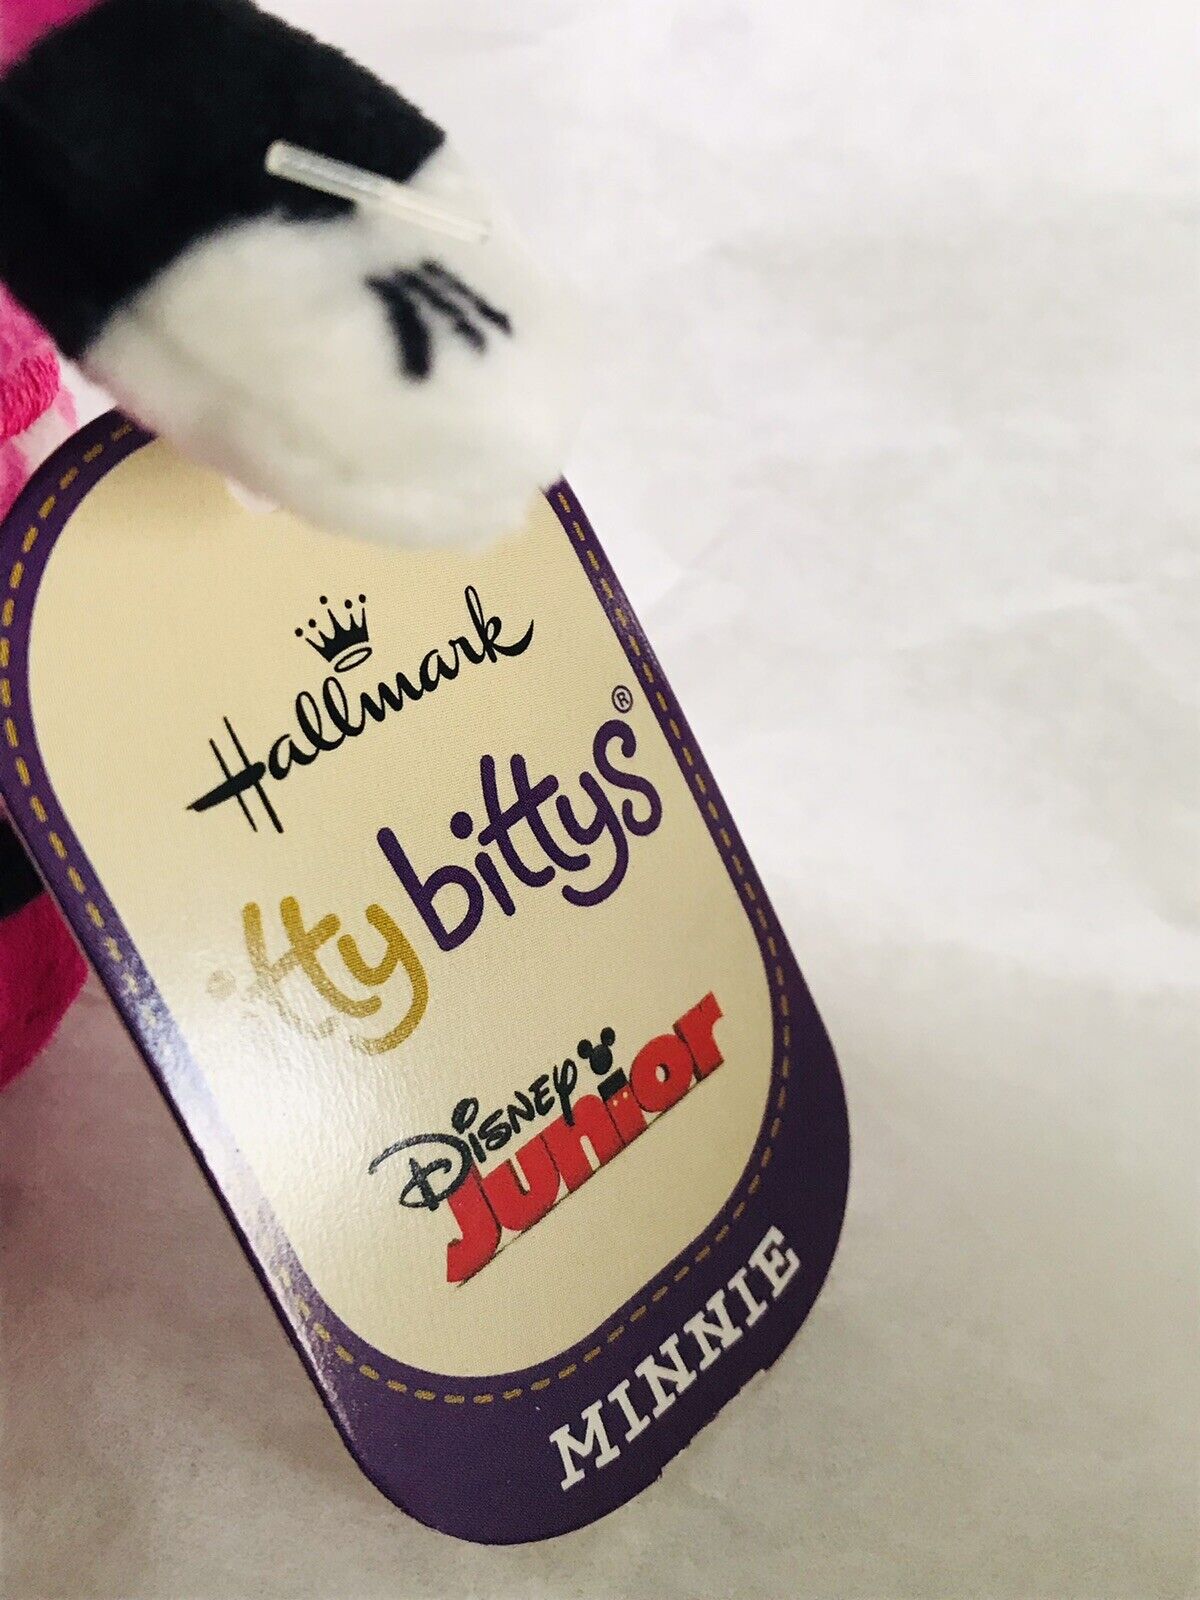 Hallmark
itty bittys®
Disney
Junior
MINNIE